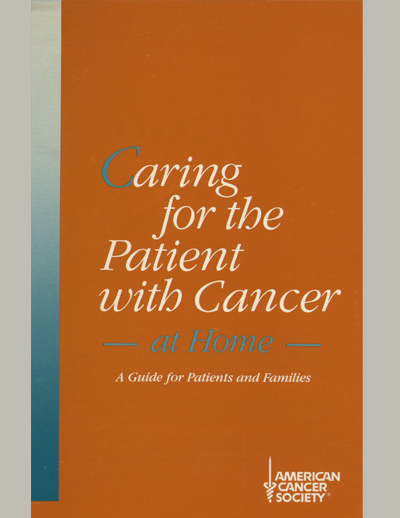 Caring
for the
Patient
with Cancer
— at Home —
A Guide for Patients and Families
AMERICAN
CANCER
SOCIETY®